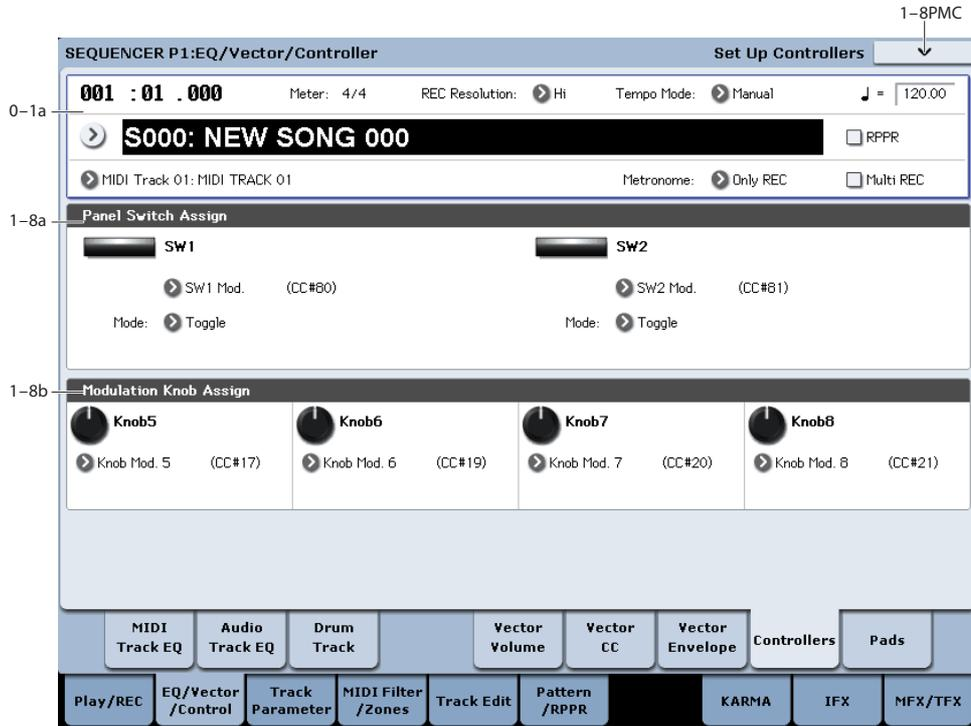 1–8PMC
SEQUENCER P1:EQ/Vector/Controller Set Up Controllers
001 :01 .000 Meter: 4/4 REC Resolution: Hi Tempo Mode: Manual ♩ = 120.00
0–1a
S000: NEW SONG 000 RPPR
MIDI Track 01: MIDI TRACK 01 Metronome: Only REC Multi REC
1–8a
Panel Switch Assign
SW1 SW2
SW1 Mod. (CC#80) SW2 Mod. (CC#81)
Mode: Toggle Mode: Toggle
1–8b
Modulation Knob Assign
Knob5 Knob6 Knob7 Knob8
Knob Mod. 5 (CC#17) Knob Mod. 6 (CC#19) Knob Mod. 7 (CC#20) Knob Mod. 8 (CC#21)
MIDI Track EQ Audio Track EQ Drum Track Vector Volume Vector CC Vector Envelope Controllers Pads
Play/REC EQ/Vector /Control Track Parameter MIDI Filter /Zones Track Edit Pattern /RPPR KARMA IFX MFX/TFX